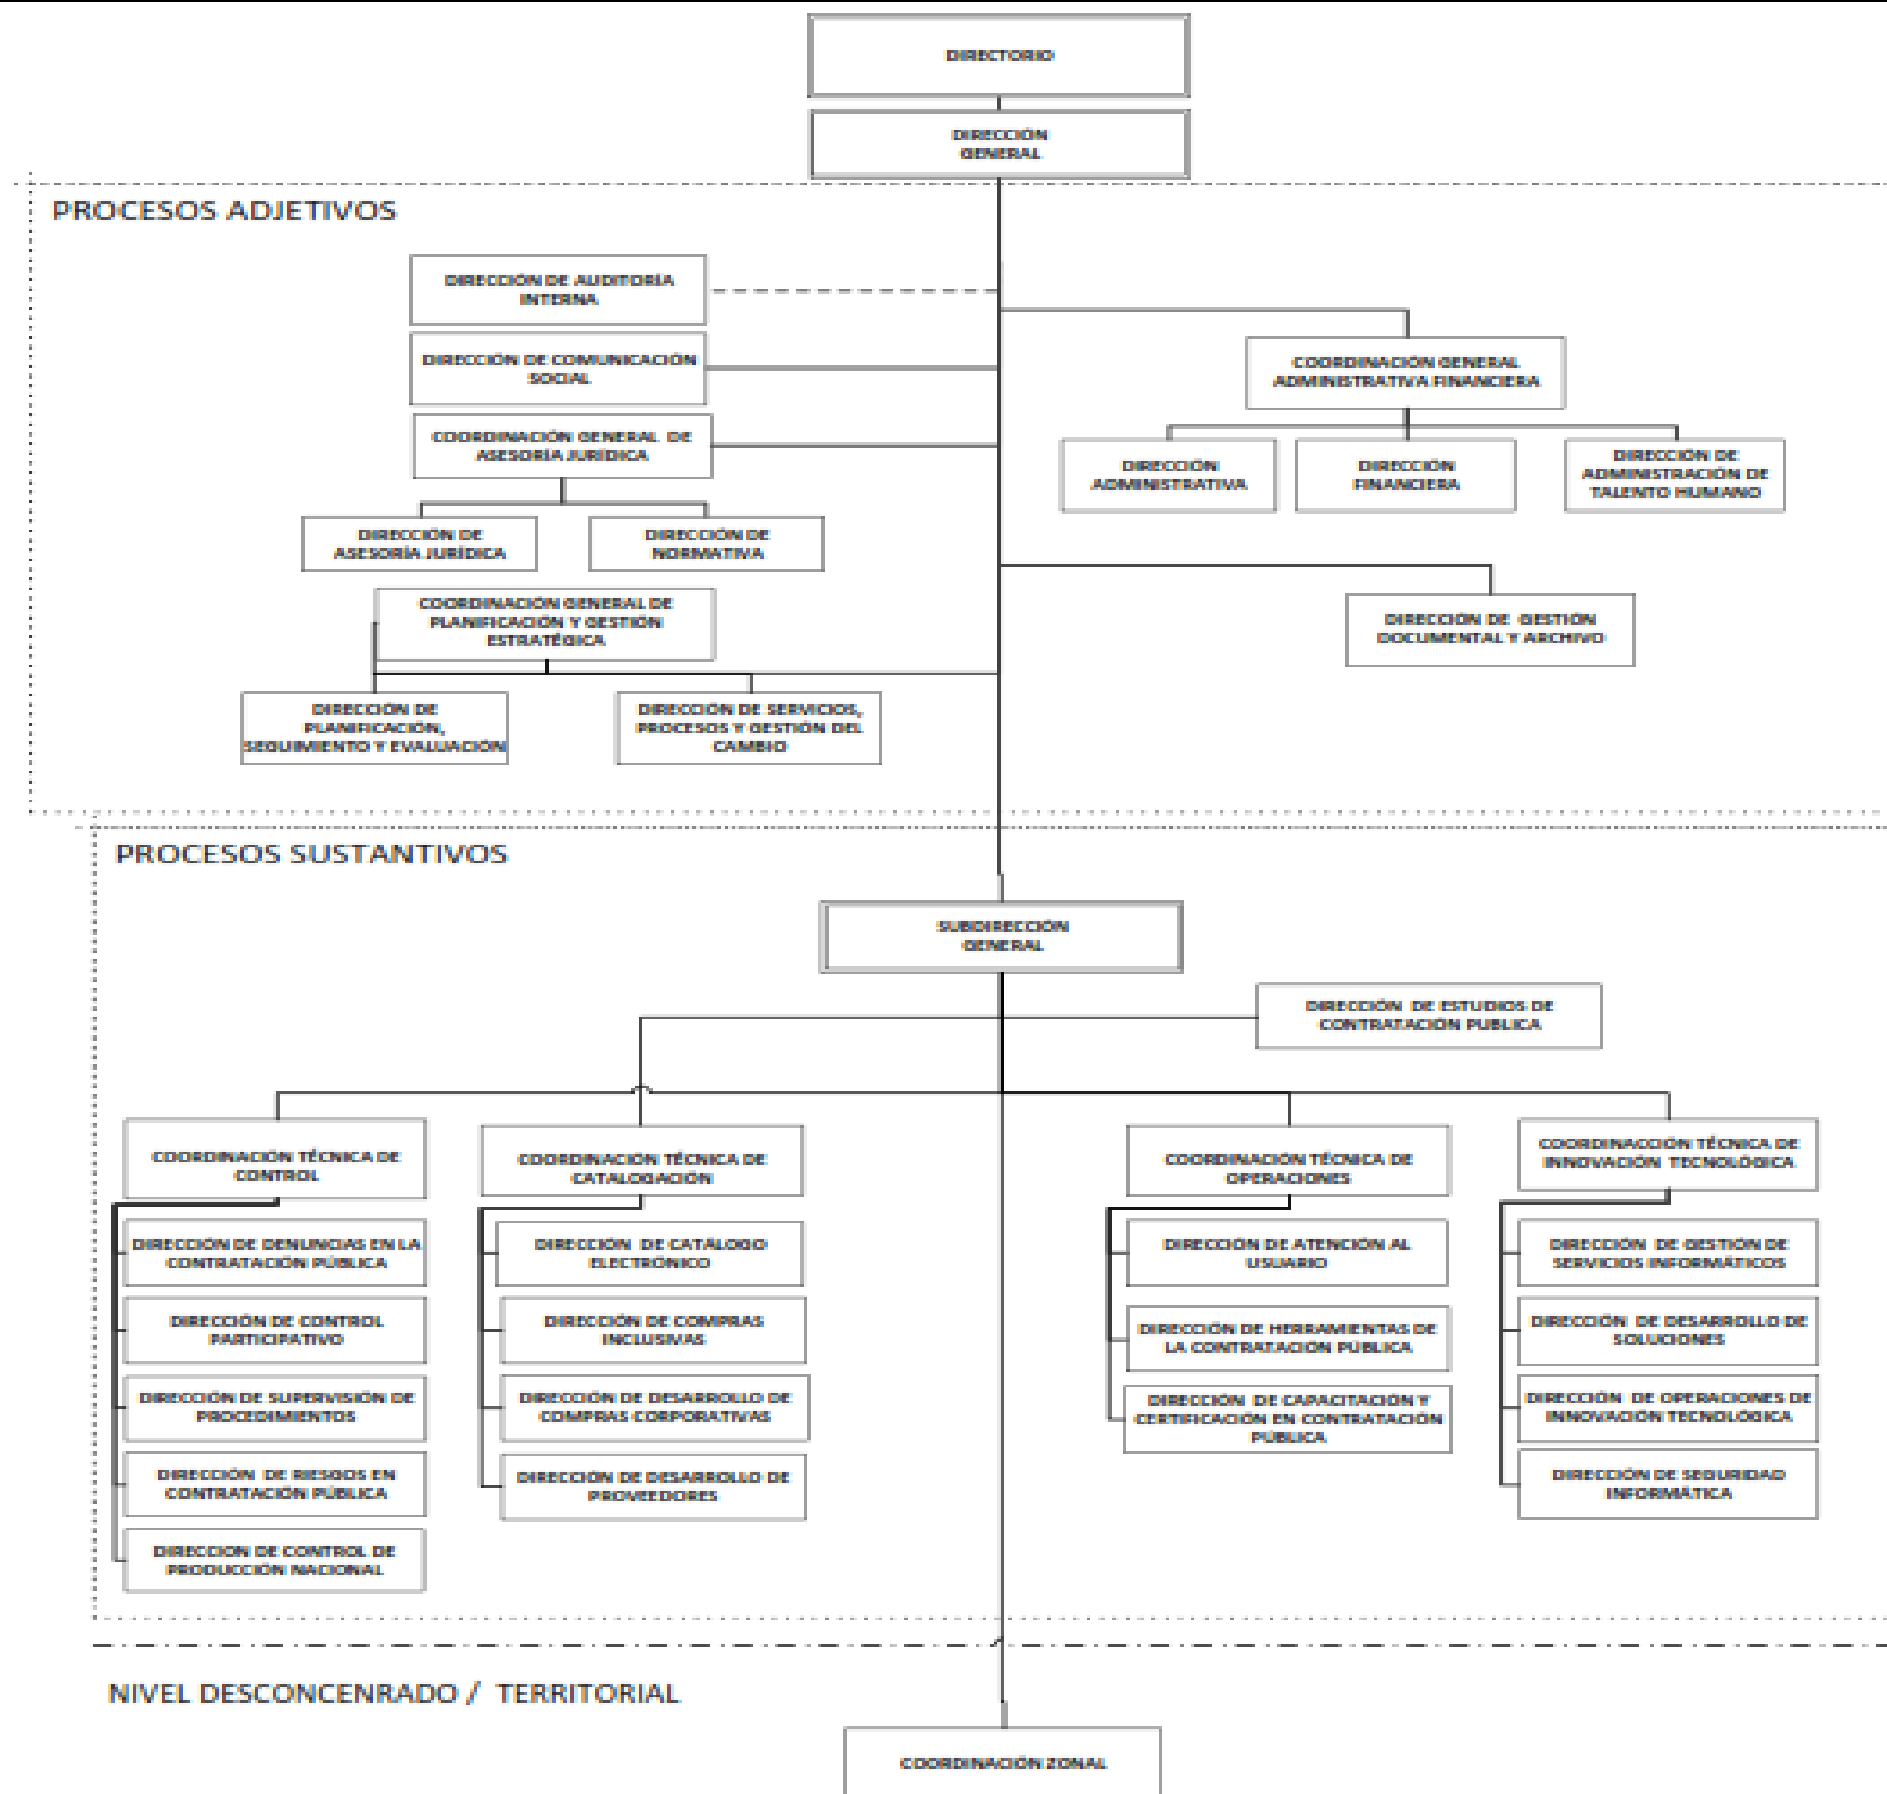 DIRECTORIO
DIRECCIÓN
GENERAL
PROCESOS ADJETIVOS
DIRECCIÓN DE AUDITORÍA
INTERNA
DIRECCIÓN DE COMUNICACIÓN
SOCIAL
COORDINACIÓN GENERAL DE
ASESORÍA JURÍDICA
DIRECCIÓN DE
ASESORÍA JURÍDICA
DIRECCIÓN DE
NORMATIVA
COORDINACIÓN GENERAL DE
PLANIFICACIÓN Y GESTIÓN
ESTRATÉGICA
DIRECCIÓN DE
PLANIFICACIÓN,
SEGUIMIENTO Y EVALUACIÓN
DIRECCIÓN DE SERVICIOS,
PROCESOS Y GESTIÓN DEL
CAMBIO
COORDINACIÓN GENERAL
ADMINISTRATIVA FINANCIERA
DIRECCIÓN
ADMINISTRATIVA
DIRECCIÓN
FINANCIERA
DIRECCIÓN DE
ADMINISTRACIÓN DE
TALENTO HUMANO
DIRECCIÓN DE GESTIÓN
DOCUMENTAL Y ARCHIVO
PROCESOS SUSTANTIVOS
SUBDIRECCIÓN
GENERAL
DIRECCIÓN DE ESTUDIOS DE
CONTRATACIÓN PUBLICA
COORDINACIÓN TÉCNICA DE
CONTROL
DIRECCIÓN DE DENUNCIAS EN LA
CONTRATACIÓN PÚBLICA
DIRECCIÓN DE CONTROL
PARTICIPATIVO
DIRECCIÓN DE SUPERVISIÓN DE
PROCEDIMIENTOS
DIRECCIÓN DE RIESGOS EN
CONTRATACIÓN PÚBLICA
DIRECCION DE CONTROL DE
PRODUCCIÓN NACIONAL
COORDINACIÓN TÉCNICA DE
CATALOGACIÓN
DIRECCIÓN DE CATÁLOGO
ELECTRÓNICO
DIRECCIÓN DE COMPRAS
INCLUSIVAS
DIRECCIÓN DE DESARROLLO DE
COMPRAS CORPORATIVAS
DIRECCIÓN DE DESARROLLO DE
PROVEEDORES
COORDINACIÓN TÉCNICA DE
OPERACIONES
DIRECCIÓN DE ATENCIÓN AL
USUARIO
DIRECCIÓN DE HERRAMIENTAS DE
LA CONTRATACIÓN PÚBLICA
DIRECCIÓN DE CAPACITACIÓN Y
CERTIFICACIÓN EN CONTRATACIÓN
PÚBLICA
COORDINACCIÓN TÉCNICA DE
INNOVACIÓN TECNOLÓGICA
DIRECCIÓN DE GESTIÓN DE
SERVICIOS INFORMÁTICOS
DIRECCIÓN DE DESARROLLO DE
SOLUCIONES
DIRECCIÓN DE OPERACIONES DE
INNOVACIÓN TECNOLÓGICA
DIRECCIÓN DE SEGURIDAD
INFORMÁTICA
NIVEL DESCONCENRADO / TERRITORIAL
COORDINACIÓN ZONAL